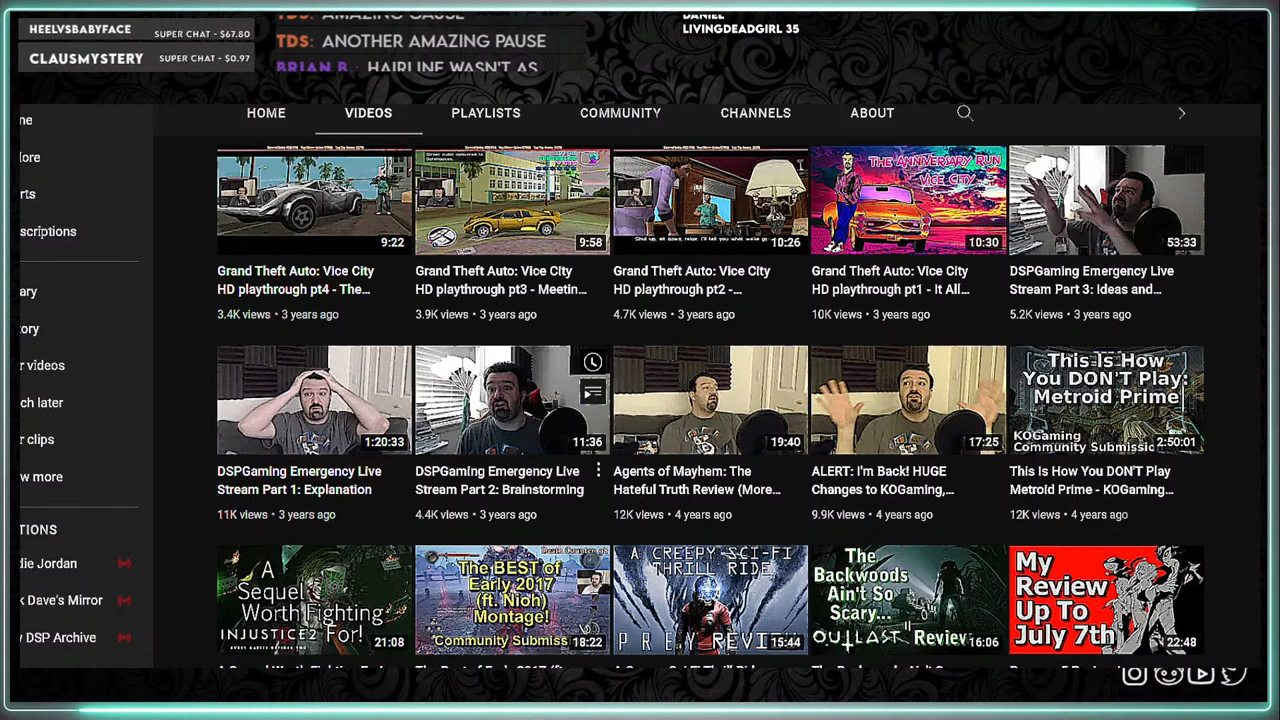 HEELVSBABYFACE SUPER CHAT - $67.80
CLAUSMYSTERY SUPER CHAT - $0.97
TDS: AMAZING CAUSE
TDS: ANOTHER AMAZING PAUSE
BRIAN B.: HAIRLINE WASN'T AS
DANIEL
LIVINGDEADGIRL 35
HOME VIDEOS PLAYLISTS COMMUNITY CHANNELS ABOUT
ne
lore
rts
scriptions
ary
ory
r videos
ch later
r clips
w more
TIONS
die Jordan
k Dave's Mirror
y DSP Archive
9:22
9:58
10:26
THE ANNIVERSARY RUN
VICE CITY
10:30
53:33
Grand Theft Auto: Vice City
HD playthrough pt4 - The...
3.4K views • 3 years ago
Grand Theft Auto: Vice City
HD playthrough pt3 - Meetin...
3.9K views • 3 years ago
Grand Theft Auto: Vice City
HD playthrough pt2 -...
4.7K views • 3 years ago
Grand Theft Auto: Vice City
HD playthrough pt1 - It All...
10K views • 3 years ago
DSPGaming Emergency Live
Stream Part 3: Ideas and...
5.2K views • 3 years ago
1:20:33
11:36
19:40
17:25
This Is How
You DON'T Play:
Metroid Prime
KOGaming
Community Submissio
2:50:01
DSPGaming Emergency Live
Stream Part 1: Explanation
11K views • 3 years ago
DSPGaming Emergency Live
Stream Part 2: Brainstorming
4.4K views • 3 years ago
Agents of Mayhem: The
Hateful Truth Review (More...
12K views • 4 years ago
ALERT: I'm Back! HUGE
Changes to KOGaming,...
9.9K views • 4 years ago
This Is How You DON'T Play
Metroid Prime - KOGaming...
12K views • 4 years ago
A
Sequel
Worth Fighting
INJUSTICE 2 For!
21:08
The BEST of
Early 2017
(ft. Nioh)
Montage!
Community Submiss
18:22
A CREEPY SCI-FI
THRILL RIDE
PREY REVIEW
15:44
The
Backwoods
Ain't So
Scary...
OUTLAST II Review
16:06
My
Review
Up To
July 7th
22:48